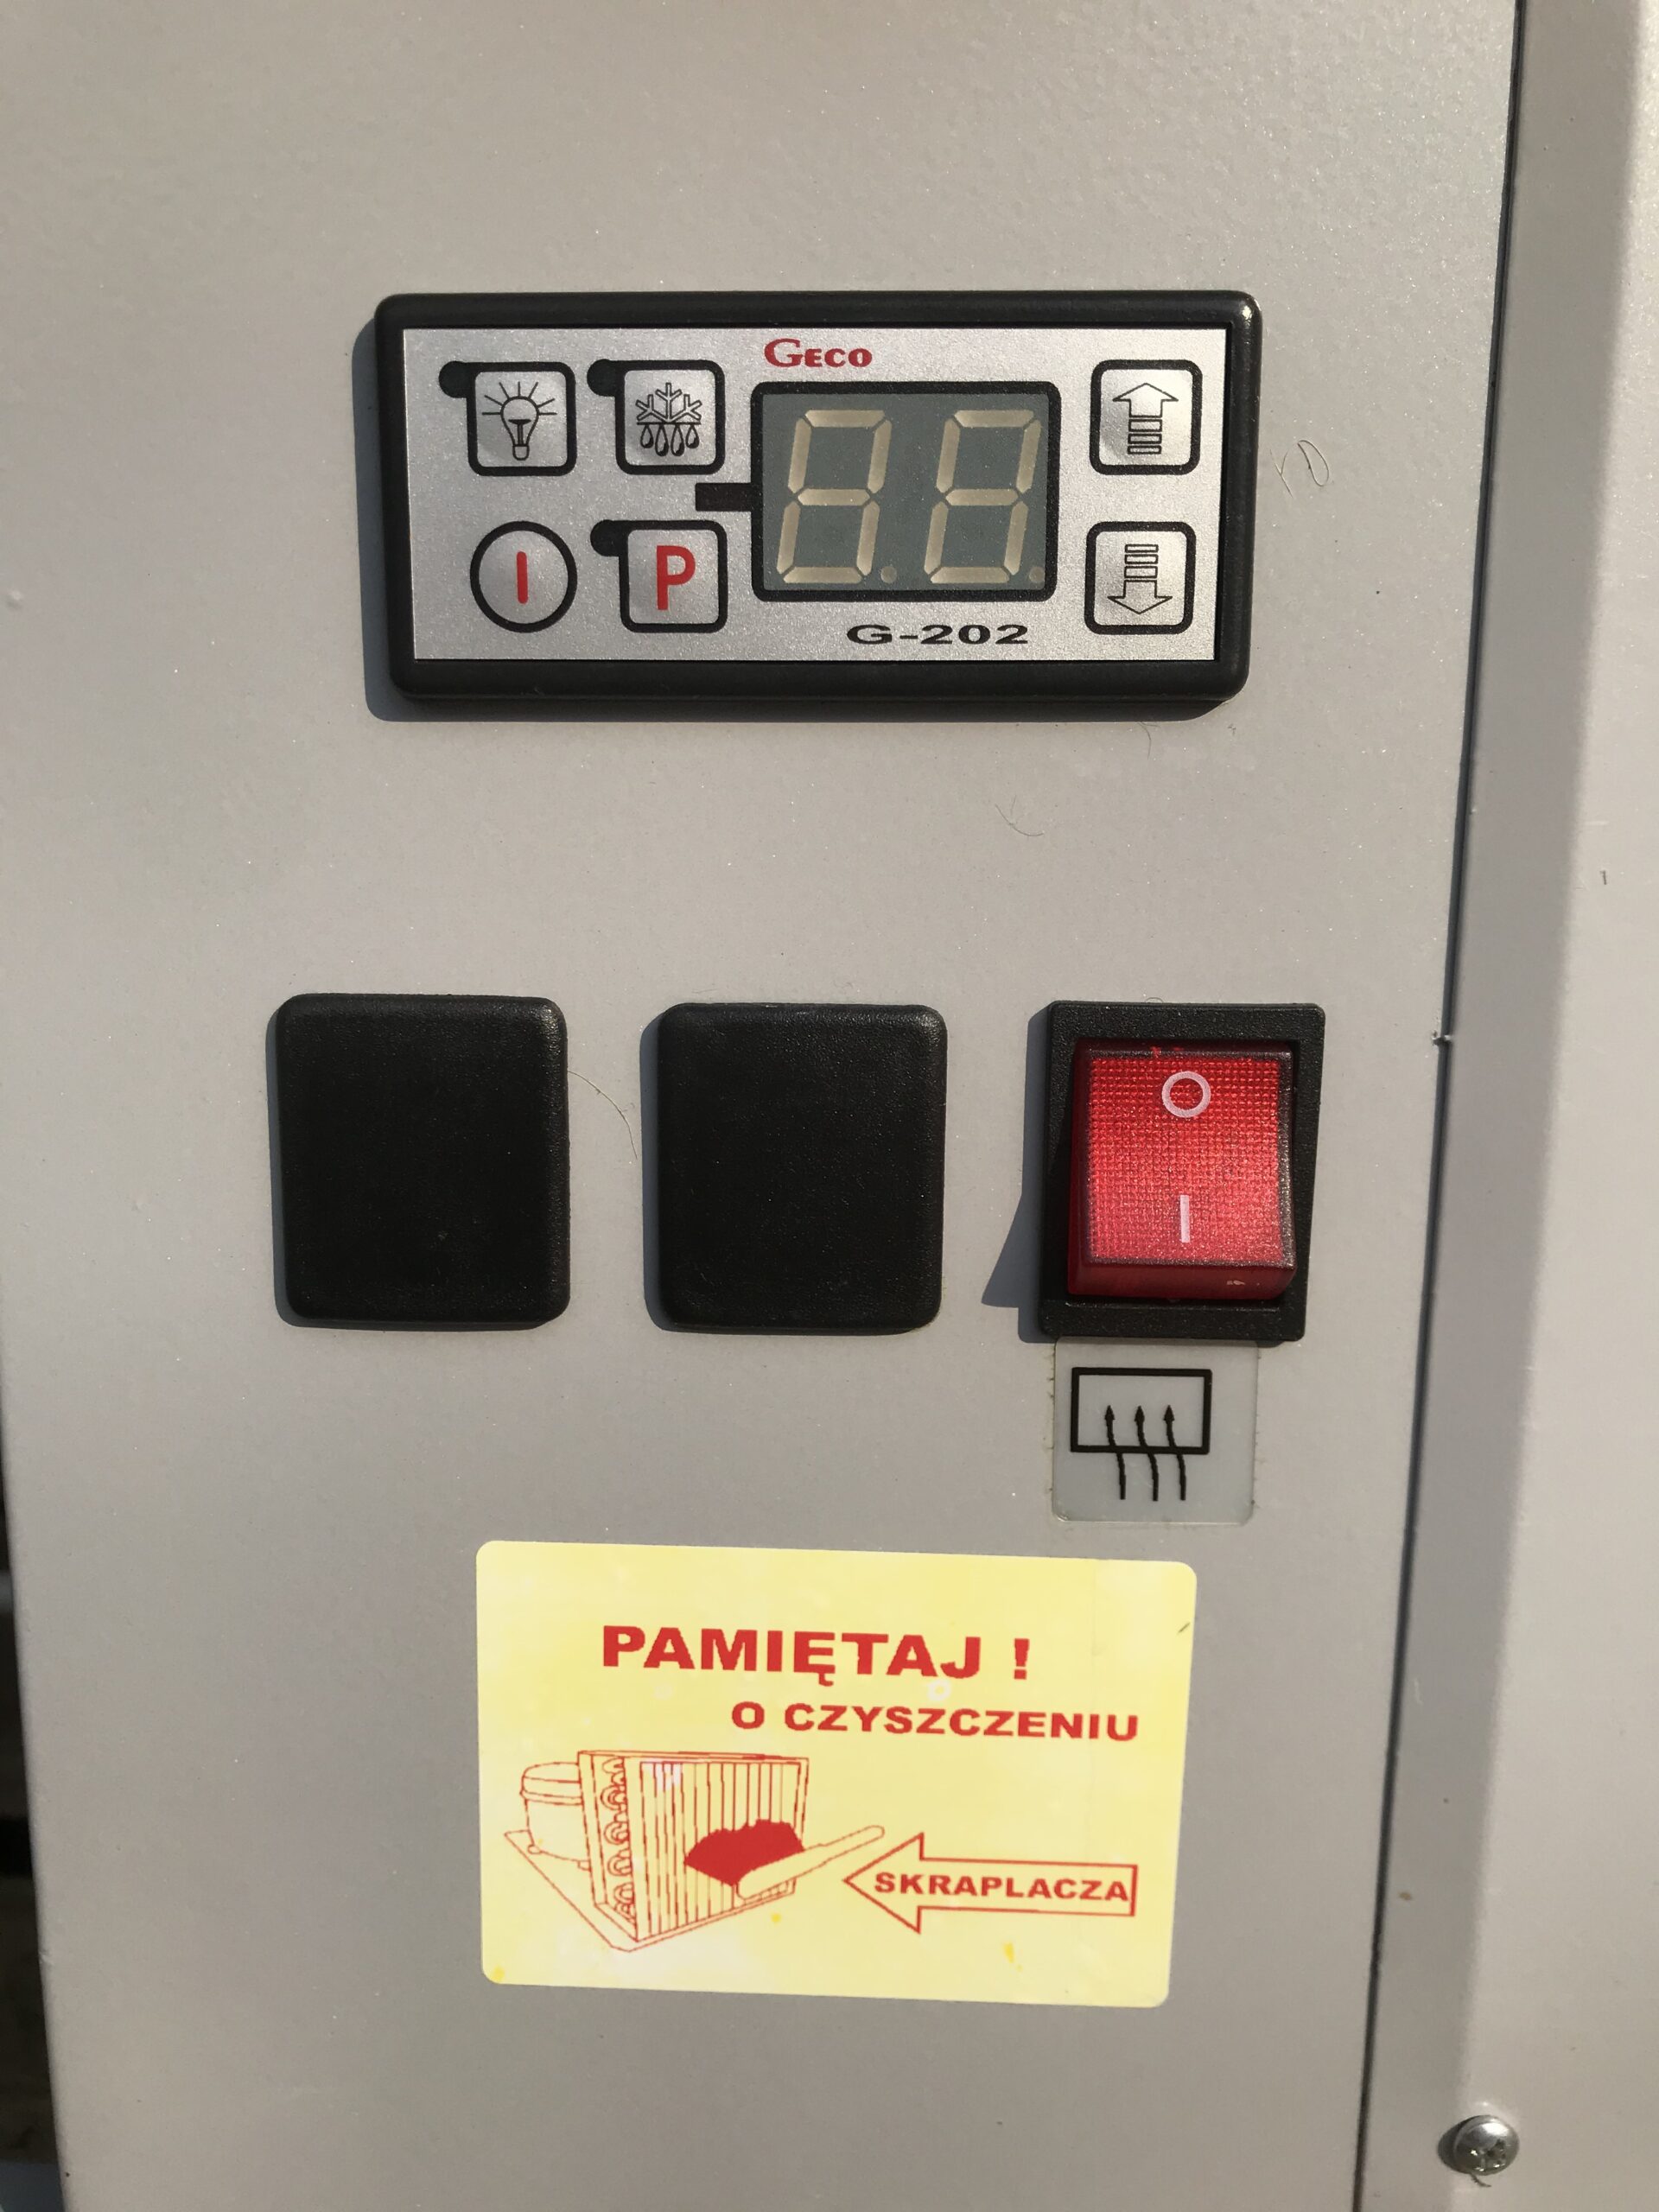 GECO
I
P
G-202
O
I
PAMIĘTAJ !
O CZYSZCZENIU
SKRAPLACZA